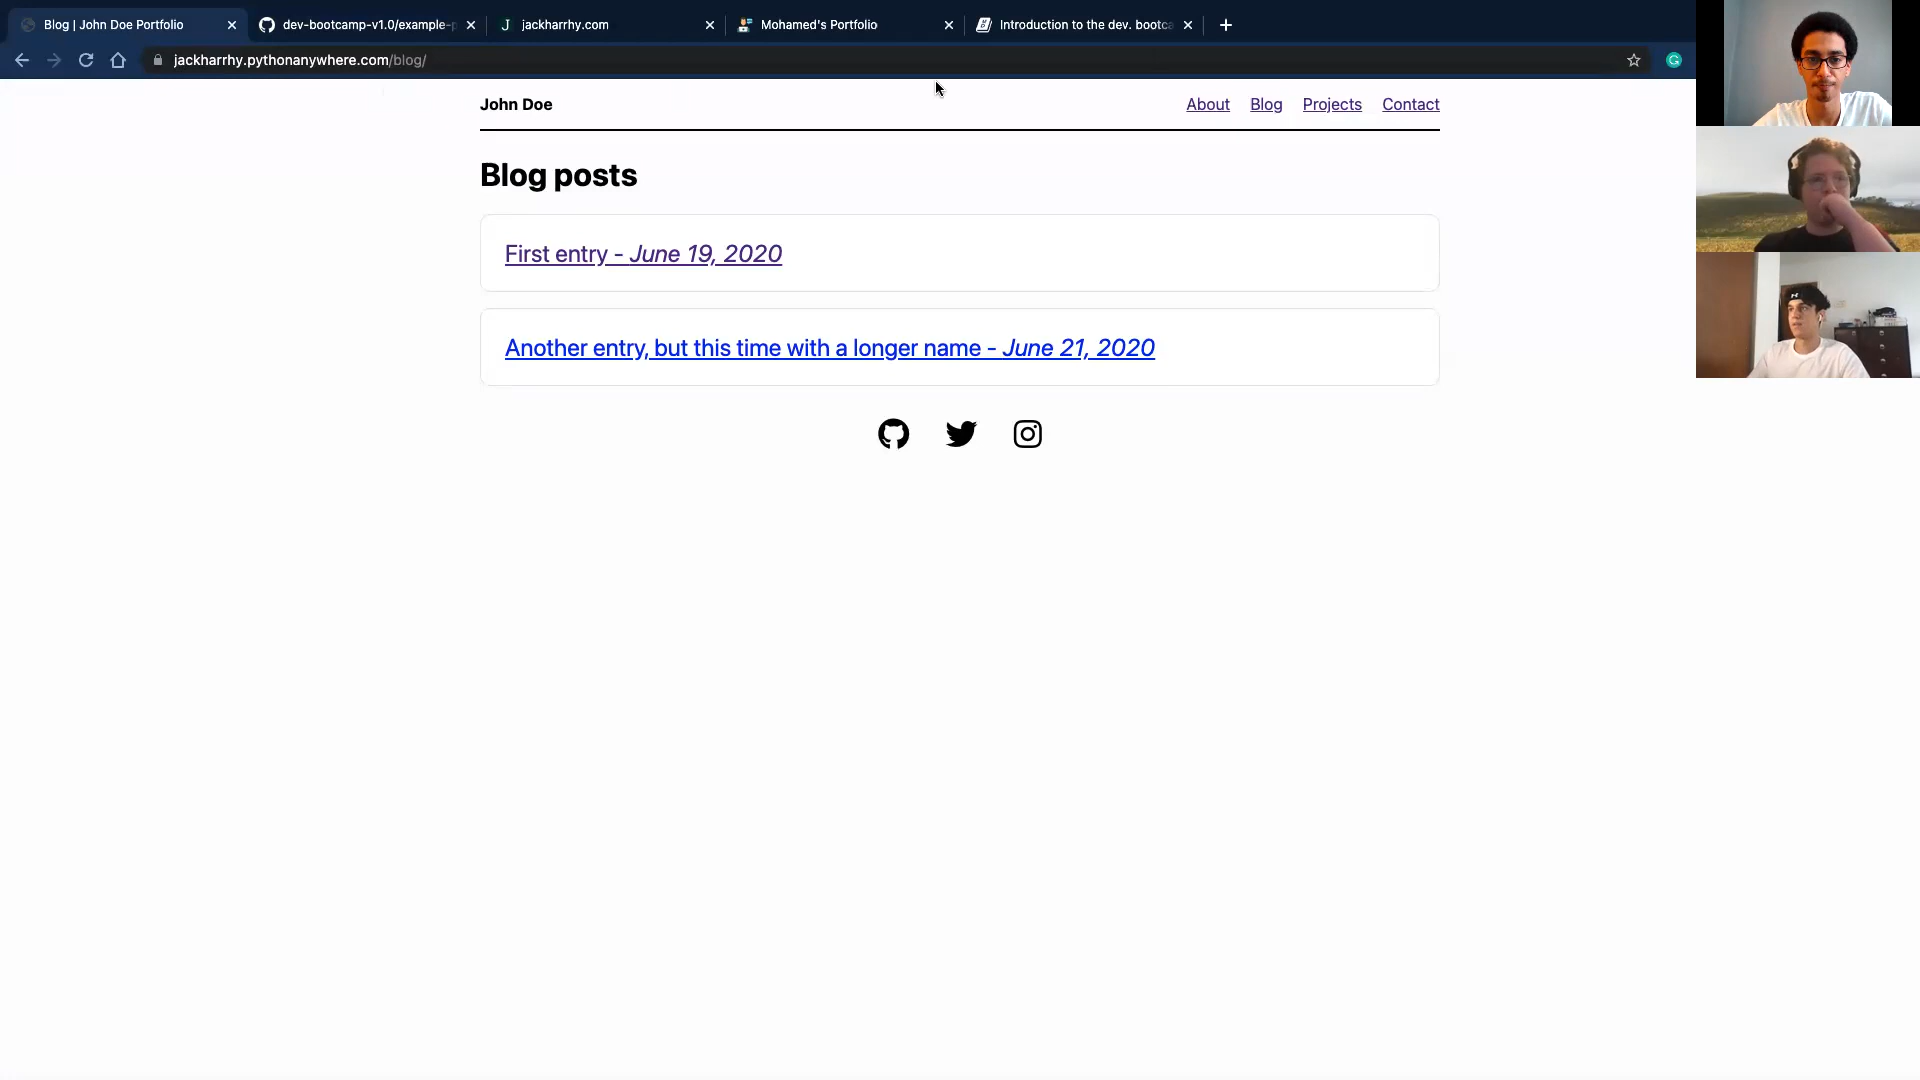 Blog | John Doe Portfolio
dev-bootcamp-v1.0/example-p
jackharrhy.com
Mohamed's Portfolio
Introduction to the dev. bootca
jackharrhy.pythonanywhere.com/blog/
John Doe
About Blog Projects Contact
Blog posts
First entry - June 19, 2020
Another entry, but this time with a longer name - June 21, 2020